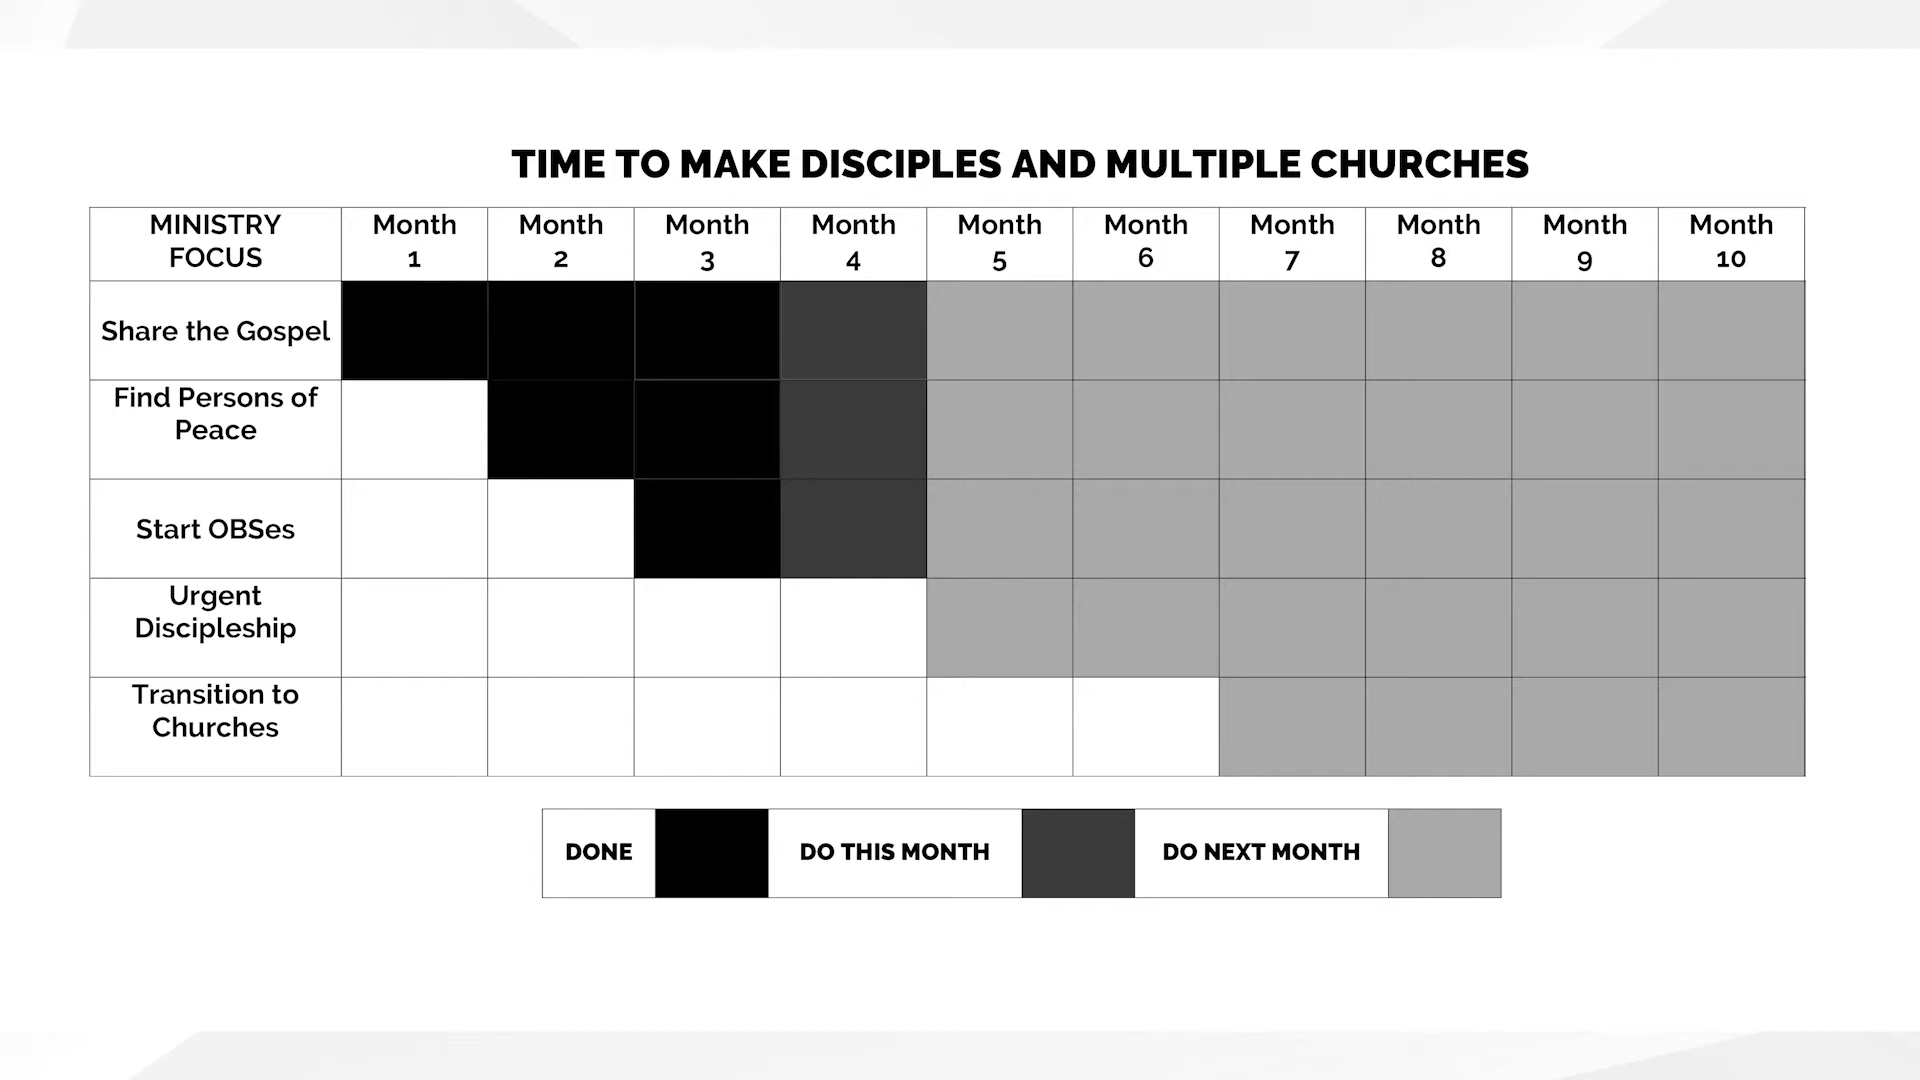 TIME TO MAKE DISCIPLES AND MULTIPLE CHURCHES
MINISTRY FOCUS Month 1 Month 2 Month 3 Month 4 Month 5 Month 6 Month 7 Month 8 Month 9 Month 10
Share the Gospel
Find Persons of
Peace
Start OBSes
Urgent
Discipleship
Transition to
Churches
DONE DO THIS MONTH DO NEXT MONTH